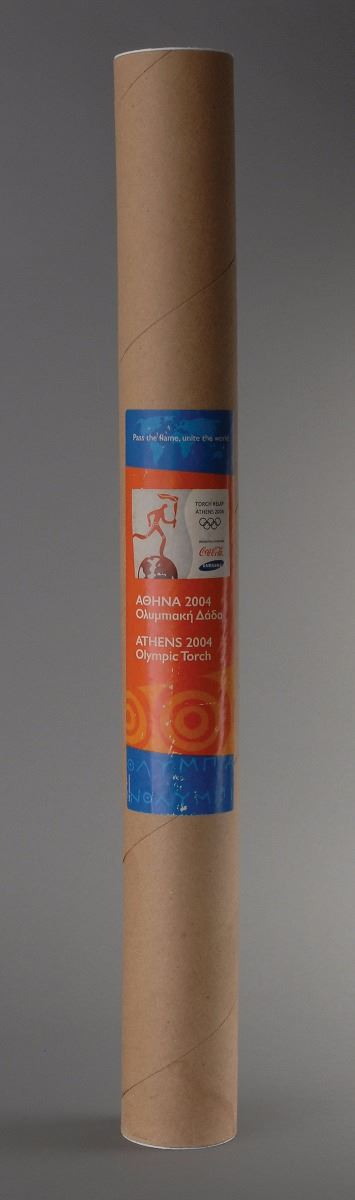 Pass the flame, unite the world
TORCH RELAY
ATHENS 2004
Coca-Cola
SAMSUNG
ΑΘΗΝΑ 2004
Ολυμπιακή Δάδα
ATHENS 2004
Olympic Torch
ΟΛΥΜΠΙΑ